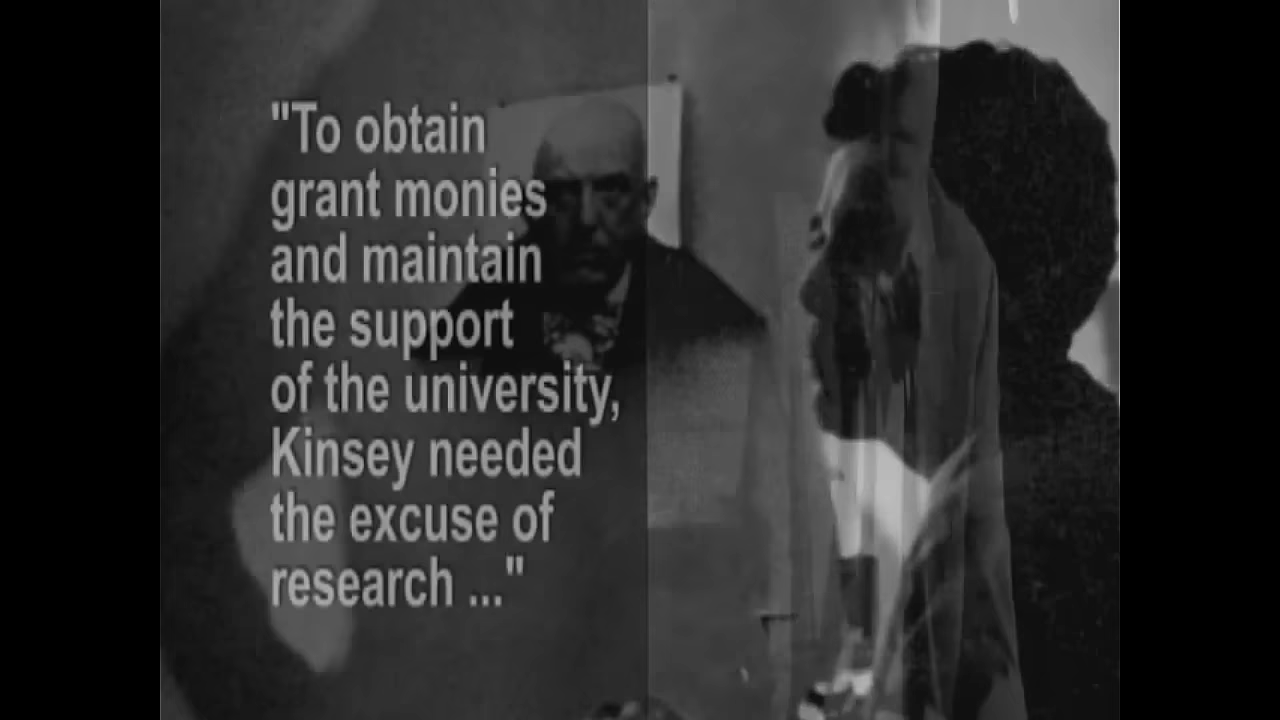 "To obtain
grant monies
and maintain
the support
of the university,
Kinsey needed
the excuse of
research ..."